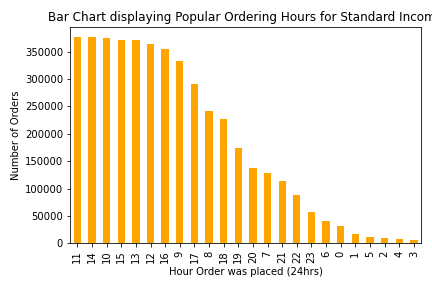 Bar Chart displaying Popular Ordering Hours for Standard Incom
350000
300000
250000
200000
150000
100000
50000
0
Number of Orders
11 14 10 15 13 12 16 9 17 8 18 19 20 7 21 22 23 6 0 1 5 2 4 3
Hour Order was placed (24hrs)